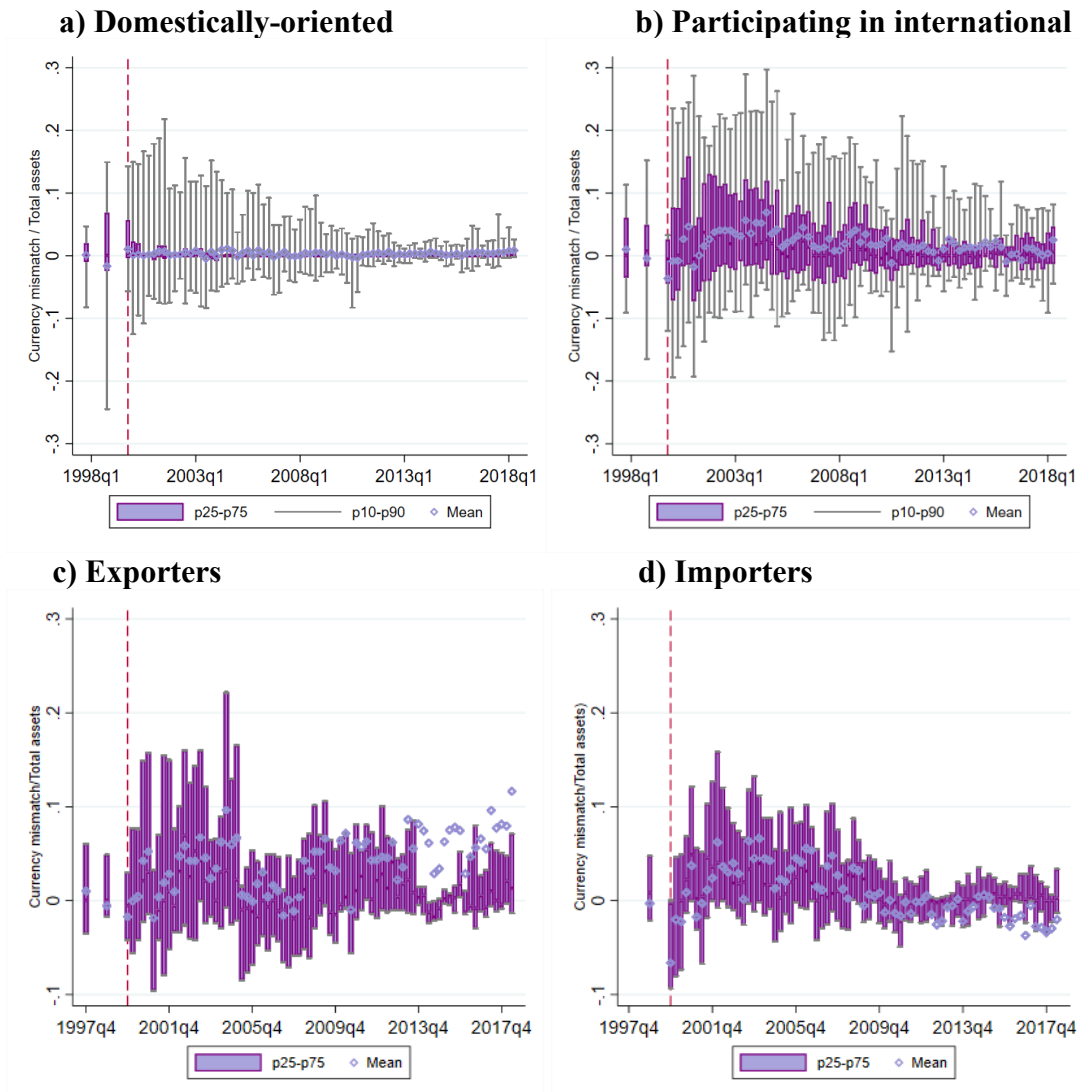 a) Domestically-oriented
Currency mismatch / Total assets
.3
.2
.1
0
-.1
-.2
-.3
1998q1 2003q1 2008q1 2013q1 2018q1
p25-p75 p10-p90 Mean
b) Participating in international
Currency mismatch / Total assets
.3
.2
.1
0
-.1
-.2
-.3
1998q1 2003q1 2008q1 2013q1 2018q1
p25-p75 p10-p90 Mean
c) Exporters
Currency mismatch/Total assets
.3
.2
.1
0
-.1
1997q4 2001q4 2005q4 2009q4 2013q4 2017q4
p25-p75 Mean
d) Importers
Currency mismatch/Total assets)
.3
.2
.1
0
-.1
1997q4 2001q4 2005q4 2009q4 2013q4 2017q4
p25-p75 Mean